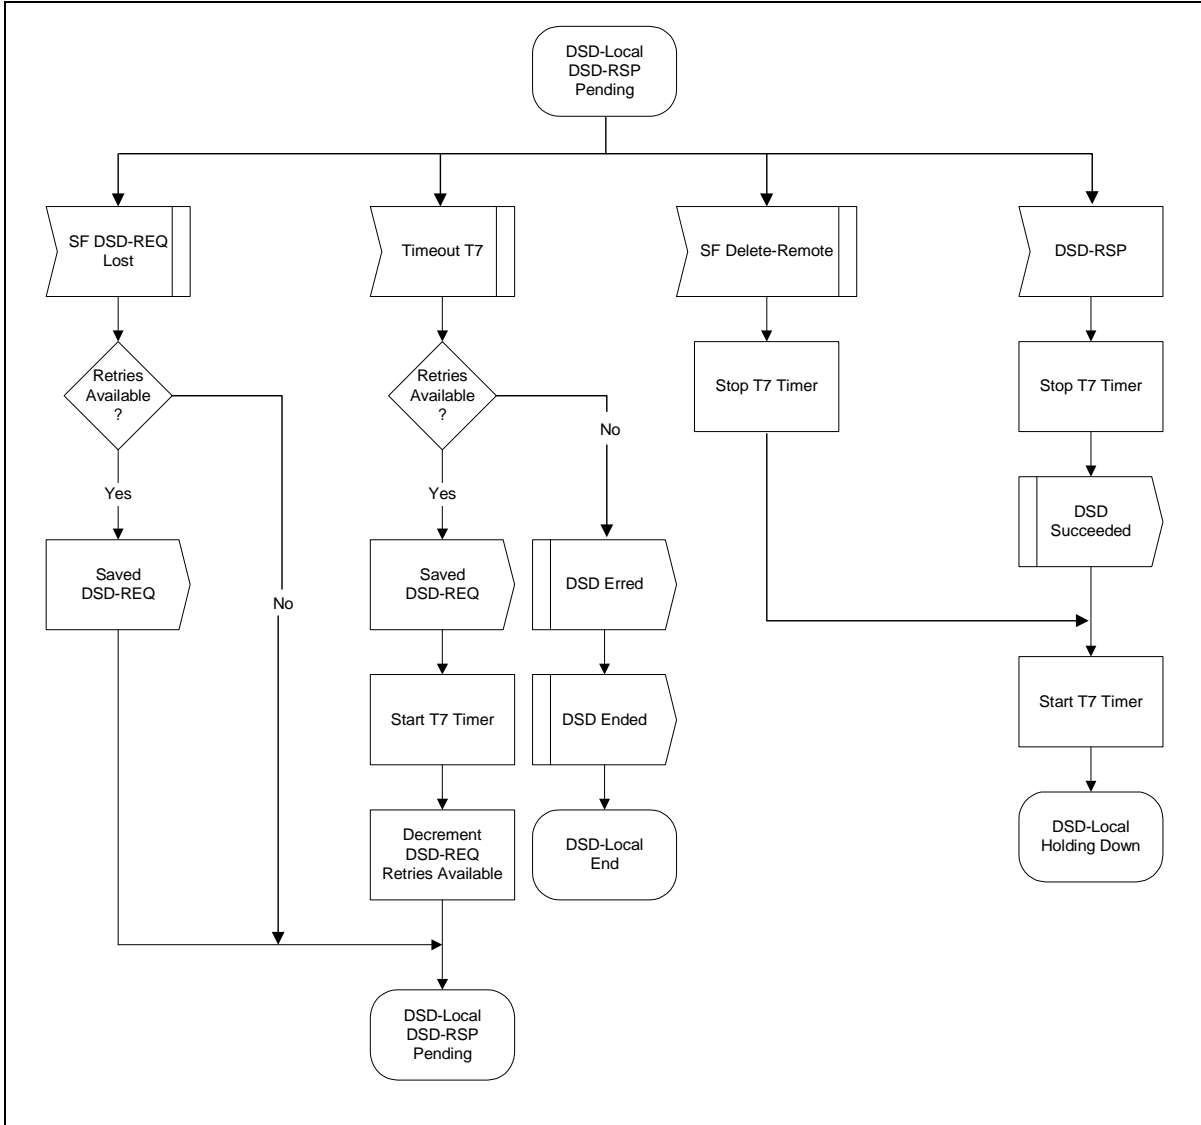 DSD-Local
DSD-RSP
Pending
SF DSD-REQ
Lost
Timeout T7
SF Delete-Remote
DSD-RSP
Retries
Available
?
Retries
Available
?
Stop T7 Timer
Stop T7 Timer
No
Yes
Yes
DSD
Succeeded
Saved
DSD-REQ
No
Saved
DSD-REQ
DSD Erred
Start T7 Timer
DSD Ended
Start T7 Timer
Decrement
DSD-REQ
Retries Available
DSD-Local
End
DSD-Local
Holding Down
DSD-Local
DSD-RSP
Pending